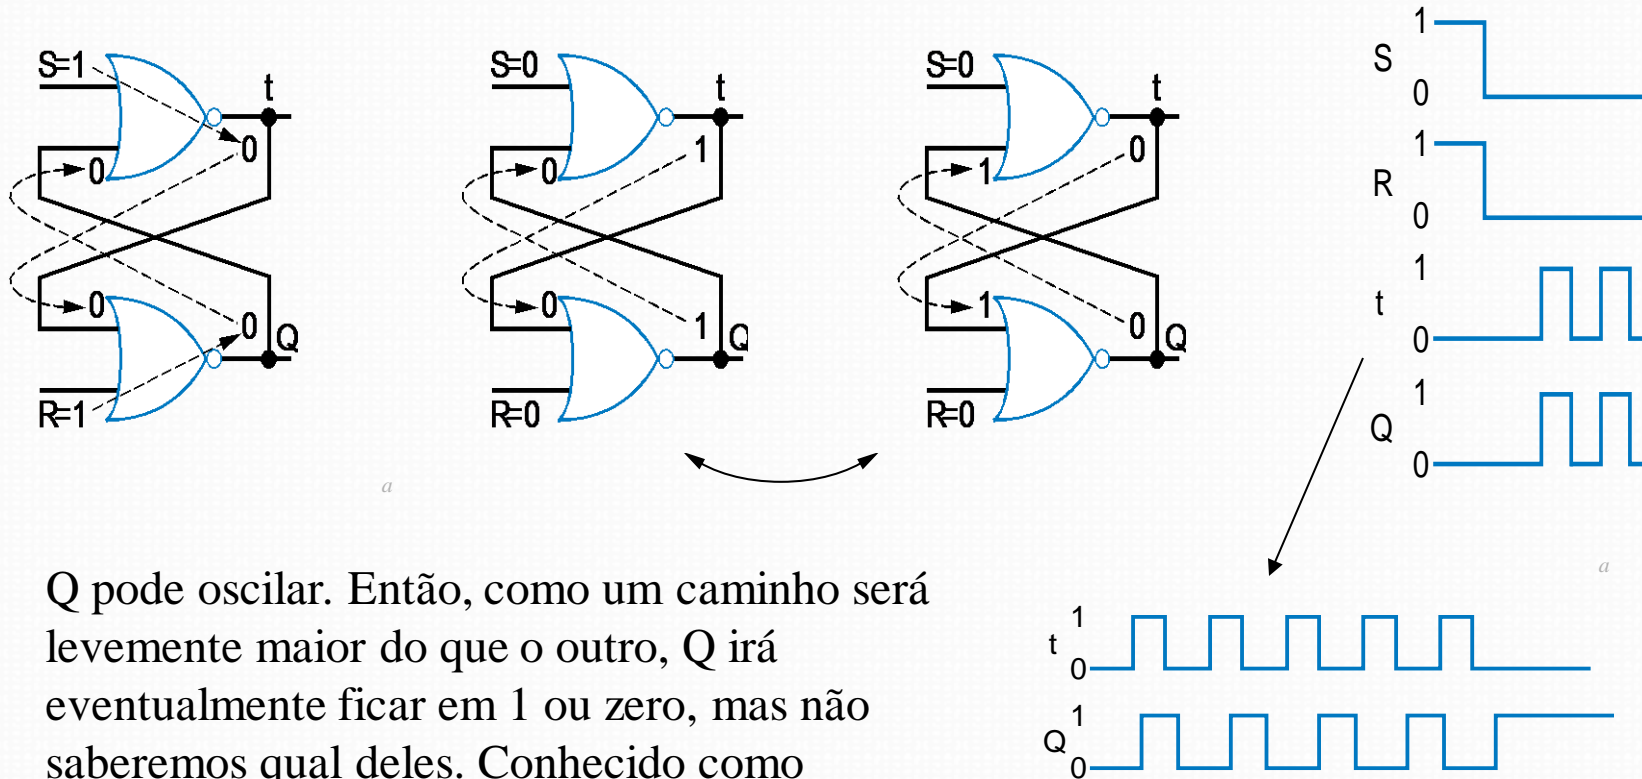 S=1
t
0
0
0
0
Q
R=1
S=0
t
1
0
0
1
Q
R=0
S=0
t
0
1
1
0
Q
R=0
1
S
0
1
R
0
1
t
0
1
Q
0
a
a
Q pode oscilar. Então, como um caminho será
levemente maior do que o outro, Q irá
eventualmente ficar em 1 ou zero, mas não
saberemos qual deles. Conhecido como
1
t
0
1
Q
0